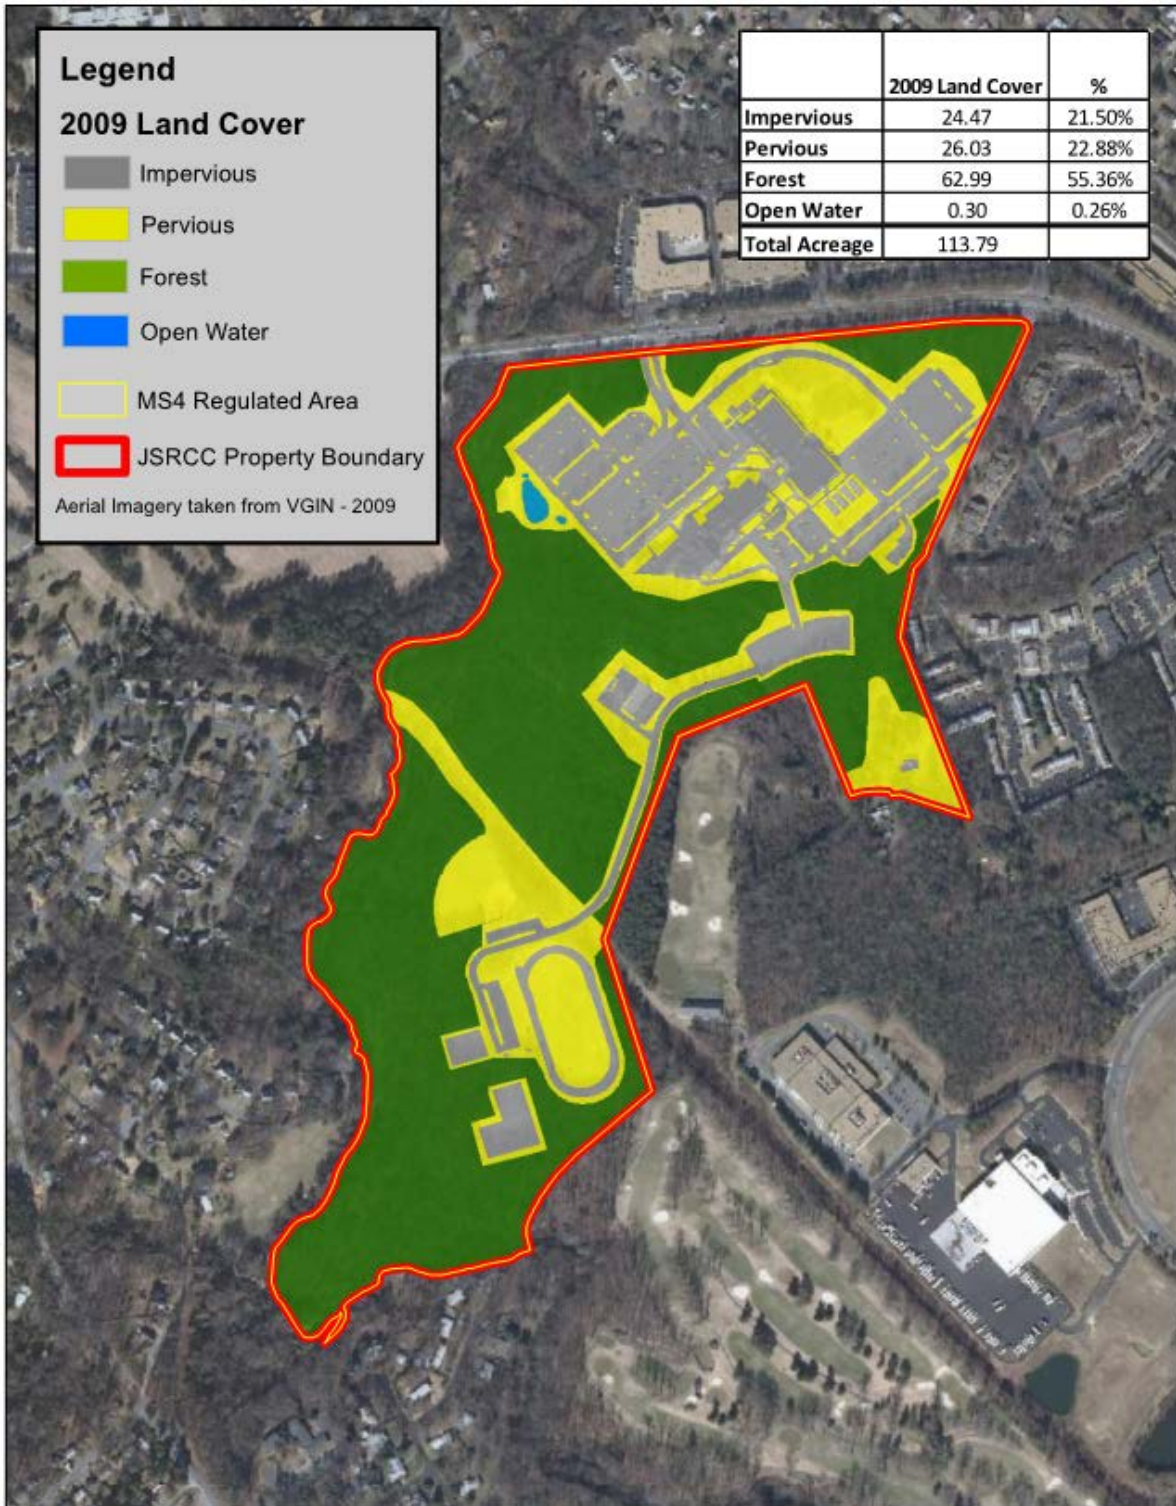 Legend
2009 Land Cover
Impervious
Pervious
Forest
Open Water
MS4 Regulated Area
JSRCC Property Boundary
Aerial Imagery taken from VGIN - 2009
2009 Land Cover %
Impervious 24.47 21.50%
Pervious 26.03 22.88%
Forest 62.99 55.36%
Open Water 0.30 0.26%
Total Acreage 113.79